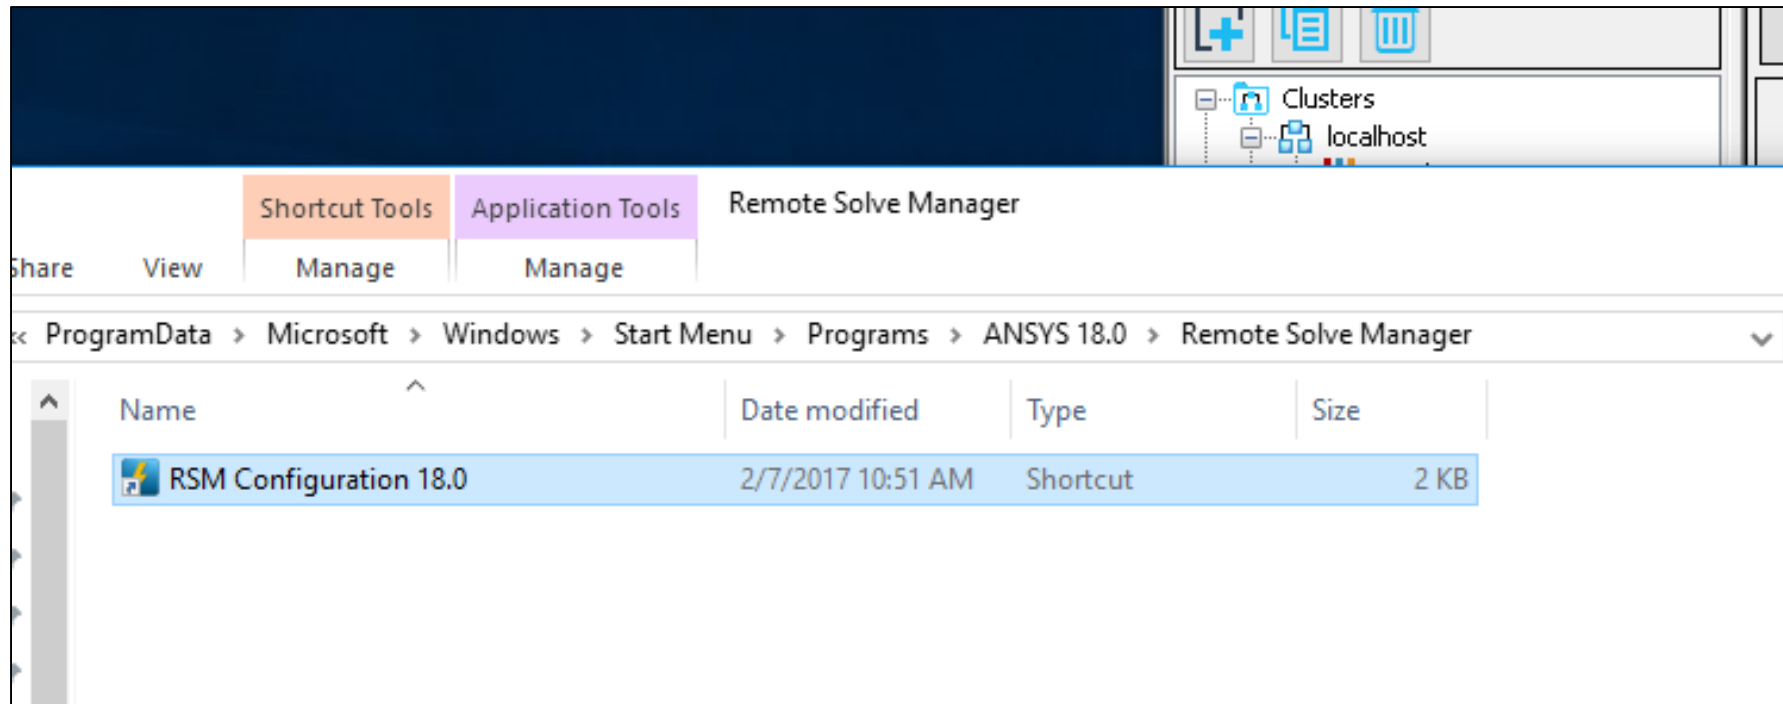 Clusters
localhost
Shortcut Tools Application Tools Remote Solve Manager
Share View Manage Manage
« ProgramData > Microsoft > Windows > Start Menu > Programs > ANSYS 18.0 > Remote Solve Manager
Name Date modified Type Size
RSM Configuration 18.0 2/7/2017 10:51 AM Shortcut 2 KB